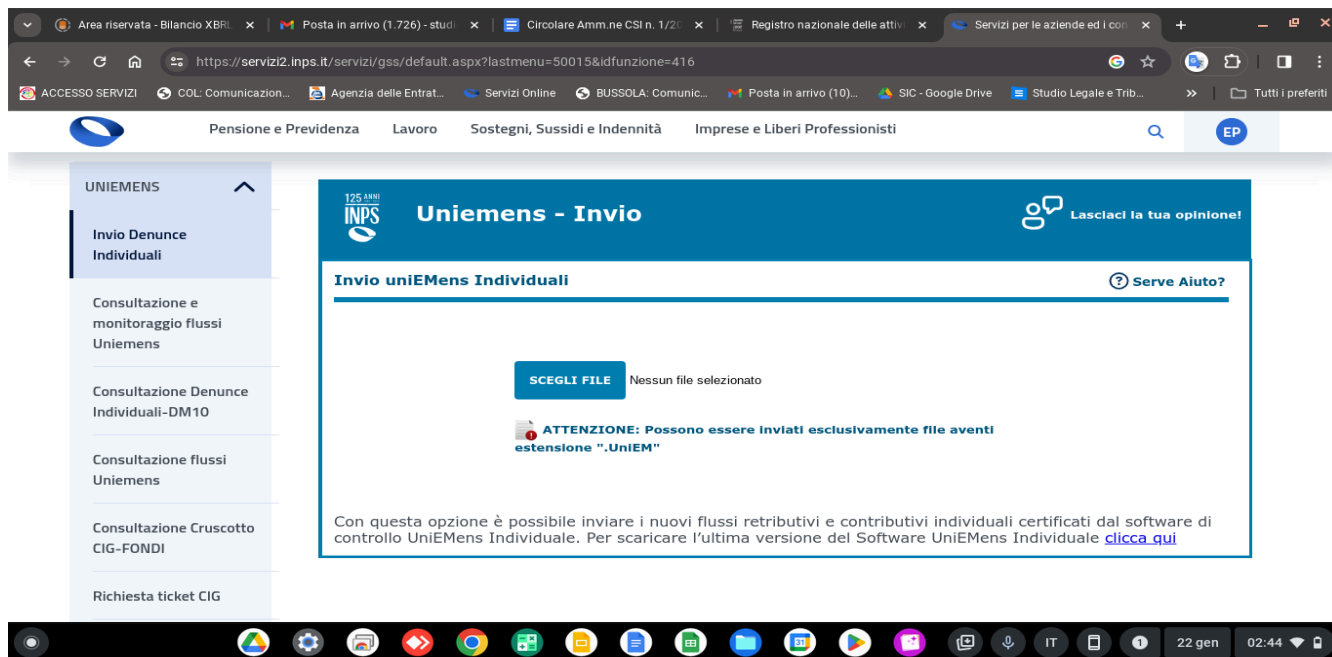 Area riservata - Bilancio XBRL
Posta in arrivo (1.726) - studi
Circolare Amm.ne CSI n. 1/20
Registro nazionale delle attivi
Servizi per le aziende ed i con
https://servizi2.inps.it/servizi/gss/default.aspx?lastmenu=50015&idfunzione=416
ACCESSO SERVIZI
COL: Comunicazion...
Agenzia delle Entrat...
Servizi Online
BUSSOLA: Comunic...
Posta in arrivo (10)...
SIC - Google Drive
Studio Legale e Trib...
Tutti i preferiti
Pensione e Previdenza
Lavoro
Sostegni, Sussidi e Indennità
Imprese e Liberi Professionisti
EP
UNIEMENS
Invio Denunce
Individuali
Consultazione e
monitoraggio flussi
Uniemens
Consultazione Denunce
Individuali-DM10
Consultazione flussi
Uniemens
Consultazione Cruscotto
CIG-FONDI
Richiesta ticket CIG
125 ANNI
INPS
Uniemens - Invio
Lasciaci la tua opinione!
Invio uniEMens Individuali
Serve Aiuto?
SCEGLI FILE Nessun file selezionato
ATTENZIONE: Possono essere inviati esclusivamente file aventi
estensione ".UniEM"
Con questa opzione è possibile inviare i nuovi flussi retributivi e contributivi individuali certificati dal software di
controllo UniEMens Individuale. Per scaricare l'ultima versione del Software UniEMens Individuale clicca qui
31
IT
1
22 gen
02:44